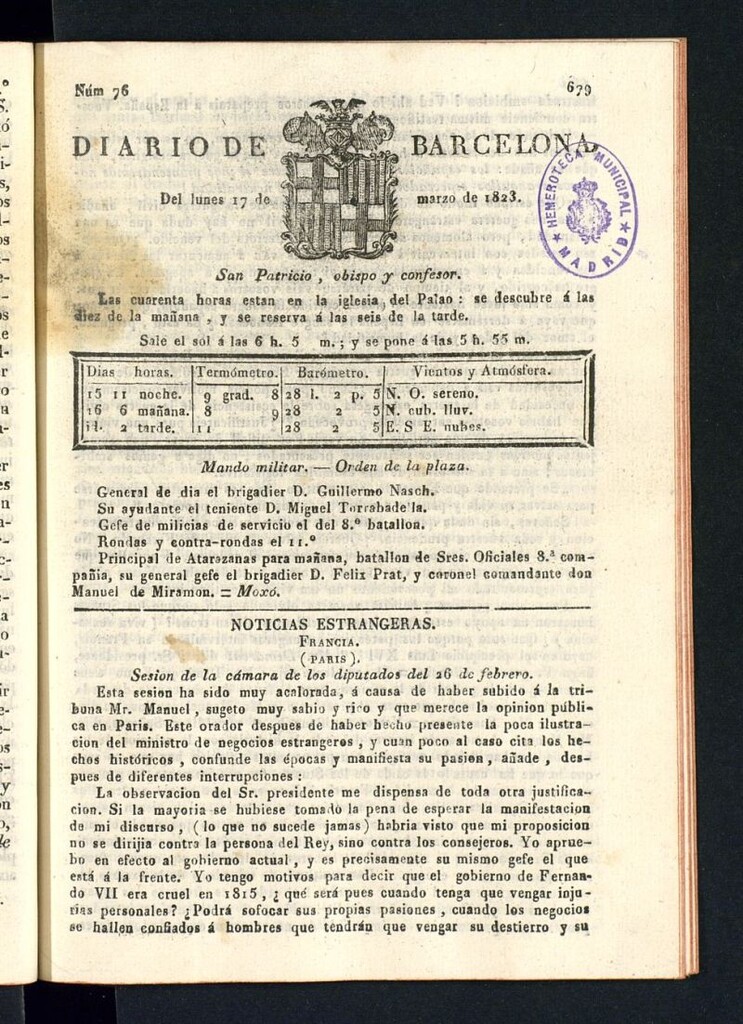 Núm 76
679
DIARIO DE BARCELONA,
Del lunes 17 de marzo de 1823.
HEMEROTECA MUNICIPAL
★ MADRID ★
San Patricio, obispo y confesor.
Las cuarenta horas estan en la iglesia del Palao: se descubre á las
diez de la mañana, y se reserva á las seis de la tarde.
Sale el sol á las 6 h. 5 m.; y se pone á las 5 h. 55 m.
Dias horas. Termómetro. Barómetro. Vientos y Atmósfera.
15 11 noche. 9 grad. 8 28 l. 2 p. 5 N. O. sereno.
16 6 mañana. 8 9 28 2 5 N. cub. lluv.
id. 2 tarde. 11 28 2 5 E. S E. nubes.
Mando militar. — Orden de la plaza.
General de dia el brigadier D. Guillermo Nasch.
Su ayudante el teniente D. Miguel Torrabadella.
Gefe de milicias de servicio el del 8.º batallon.
Rondas y contra-rondas el 11.º
Principal de Atarazanas para mañana, batallon de Sres. Oficiales 8.ª com-
pañia, su general gefe el brigadier D. Felix Prat, y coronel comandante don
Manuel de Miramon. = Moxó.
NOTICIAS ESTRANGERAS.
FRANCIA.
(PARIS).
Sesion de la cámara de los diputados del 26 de febrero.
Esta sesion ha sido muy acalorada, á causa de haber subido á la tri-
buna Mr. Manuel, sugeto muy sabio y rico y que merece la opinion públi-
ca en Paris. Este orador despues de haber hecho presente la poca ilustra-
cion del ministro de negocios estrangeros, y cuan poco al caso cita los he-
chos históricos, confunde las épocas y manifiesta su pasion, añade, des-
pues de diferentes interrupciones:
La observacion del Sr. presidente me dispensa de toda otra justifica-
cion. Si la mayoria se hubiese tomado la pena de esperar la manifestacion
de mi discurso, (lo que no sucede jamas) habria visto que mi proposicion
no se dirijia contra la persona del Rey, sino contra los consejeros. Yo aprue-
bo en efecto al gobierno actual, y es precisamente su mismo gefe el que
está á la frente. Yo tengo motivos para decir que el gobierno de Fernan-
do VII era cruel en 1815, ¿qué será pues cuando tenga que vengar inju-
rias personales? ¿Podrá sofocar sus propias pasiones, cuando los negocios
se hallen confiados á hombres que tendrán que vengar su destierro y su